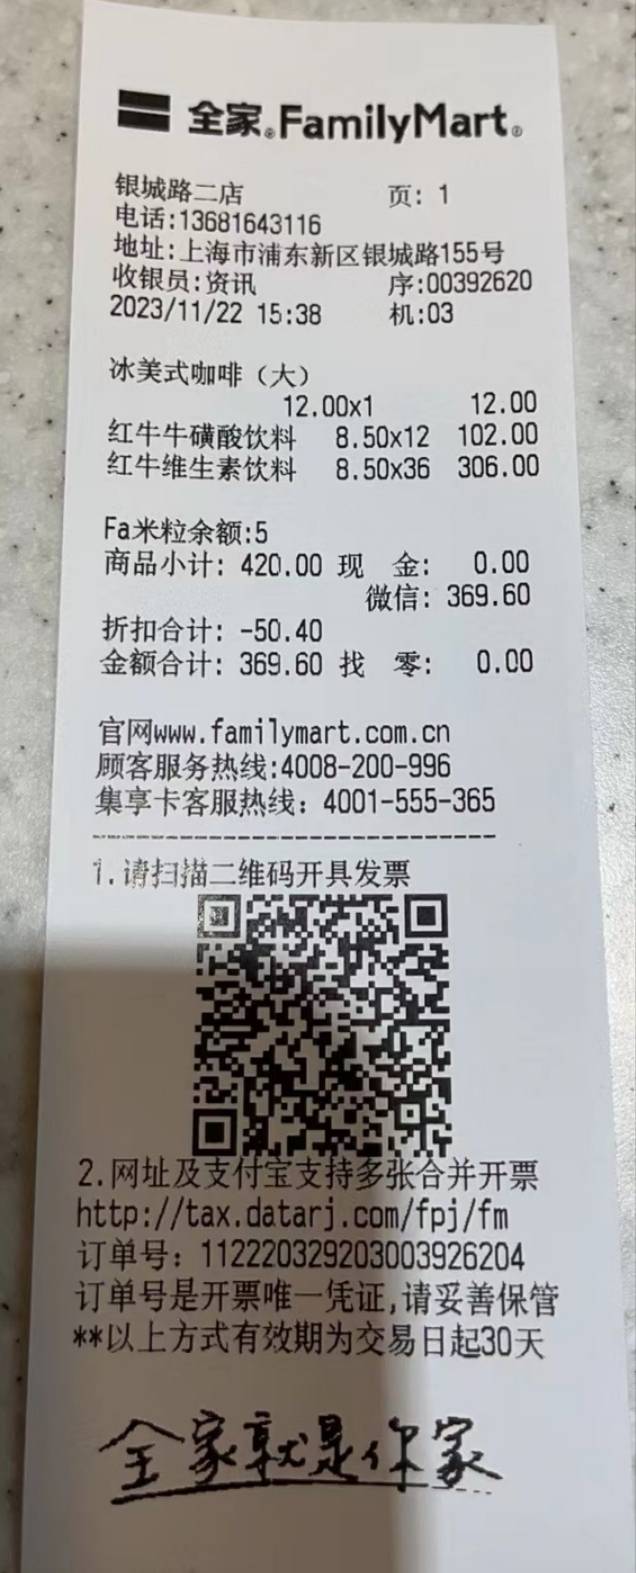 全家®FamilyMart®
银城路二店 页: 1
电话:13681643116
地址:上海市浦东新区银城路155号
收银员:资讯 序:00392620
2023/11/22 15:38 机:03
冰美式咖啡（大）
12.00x1 12.00
红牛牛磺酸饮料 8.50x12 102.00
红牛维生素饮料 8.50x36 306.00
Fa米粒余额:5
商品小计: 420.00 现 金: 0.00
微信: 369.60
折扣合计: -50.40
金额合计: 369.60 找 零: 0.00
官网www.familymart.com.cn
顾客服务热线:4008-200-996
集享卡客服热线: 4001-555-365
1.请扫描二维码开具发票
2.网址及支付宝支持多张合并开票
http://tax.datarj.com/fpj/fm
订单号: 112220329203003926204
订单号是开票唯一凭证,请妥善保管
**以上方式有效期为交易日起30天
全家就是你家